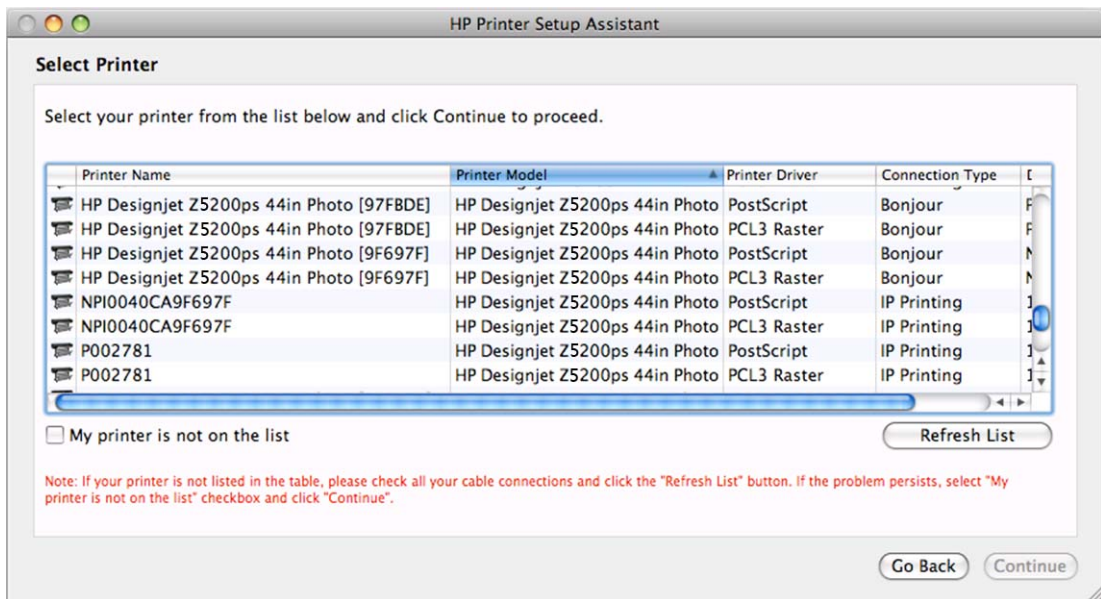 HP Printer Setup Assistant
Select Printer
Select your printer from the list below and click Continue to proceed.
Printer Name Printer Model Printer Driver Connection Type
HP Designjet Z5200ps 44in Photo [97FBDE] HP Designjet Z5200ps 44in Photo PostScript Bonjour
HP Designjet Z5200ps 44in Photo [97FBDE] HP Designjet Z5200ps 44in Photo PCL3 Raster Bonjour
HP Designjet Z5200ps 44in Photo [9F697F] HP Designjet Z5200ps 44in Photo PostScript Bonjour
HP Designjet Z5200ps 44in Photo [9F697F] HP Designjet Z5200ps 44in Photo PCL3 Raster Bonjour
NPI0040CA9F697F HP Designjet Z5200ps 44in Photo PostScript IP Printing
NPI0040CA9F697F HP Designjet Z5200ps 44in Photo PCL3 Raster IP Printing
P002781 HP Designjet Z5200ps 44in Photo PostScript IP Printing
P002781 HP Designjet Z5200ps 44in Photo PCL3 Raster IP Printing
My printer is not on the list Refresh List
Note: If your printer is not listed in the table, please check all your cable connections and click the "Refresh List" button. If the problem persists, select "My
printer is not on the list" checkbox and click "Continue".
Go Back Continue